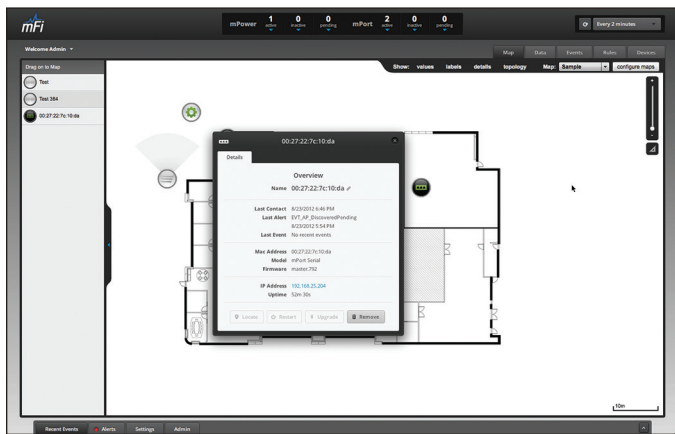 mFi
mPower 1 active 0 inactive 0 pending mPort 2 active 0 inactive 0 pending
Every 2 minutes
Welcome Admin
Map Data Events Rules Devices
Drag on to Map
Show: values labels details topology Map: Sample configure maps
Test
Test 384
00:27:22:7c:10:da
00:27:22:7c:10:da
Details
Overview
Name 00:27:22:7c:10:da
Last Contact 8/23/2012 6:46 PM
Last Alert EVT_AP_DiscoveredPending
8/23/2012 5:54 PM
Last Event No recent events
Mac Address 00:27:22:7c:10:da
Model mPort Serial
Firmware master:792
IP Address 192.168.25.204
Uptime 52m 30s
Locate Restart Upgrade Remove
10m
Recent Events Alerts Settings Admin